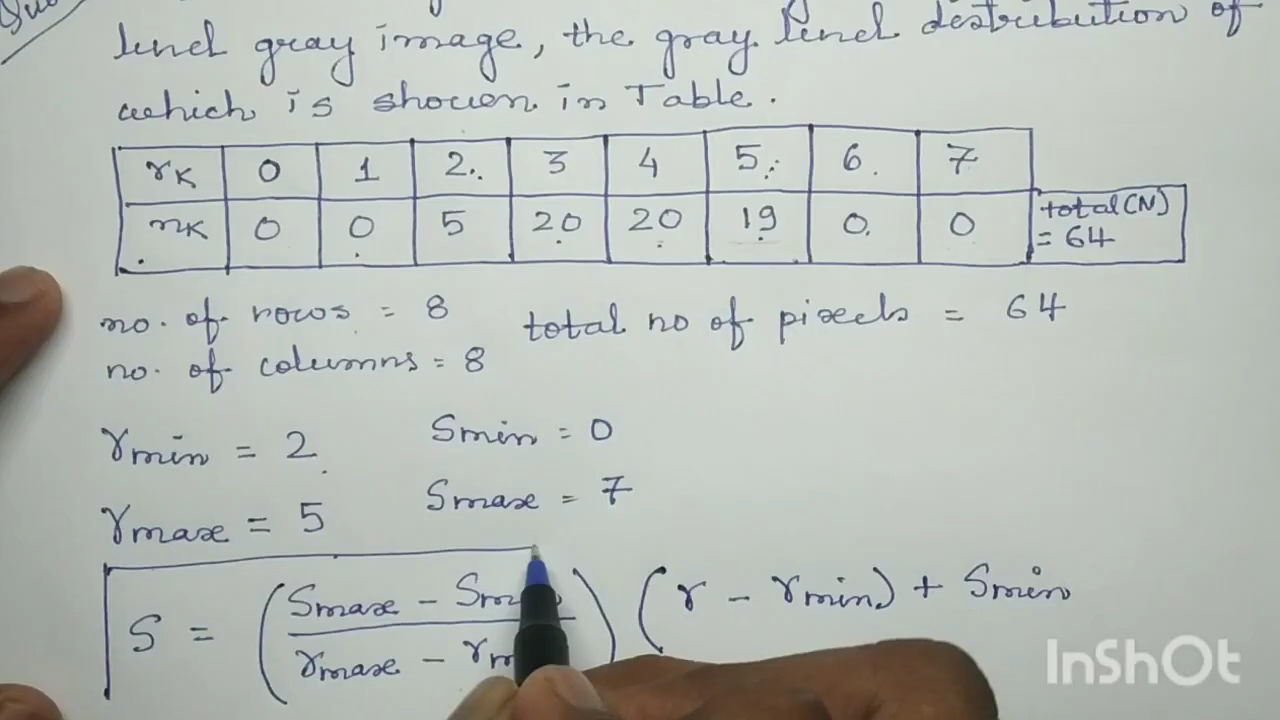 level gray image, the gray level destribution of
which is shown in Table.
rK 0 1 2 3 4 5 6 7
nK 0 0 5 20 20 19 0 0 total(N) = 64
no. of rows = 8 total no of pixels = 64
no. of columns = 8
rmin = 2 Smin = 0
rmax = 5 Smax = 7
S = (Smax - Sm / rmax - rm) (r - rmin) + Smin
InShOt